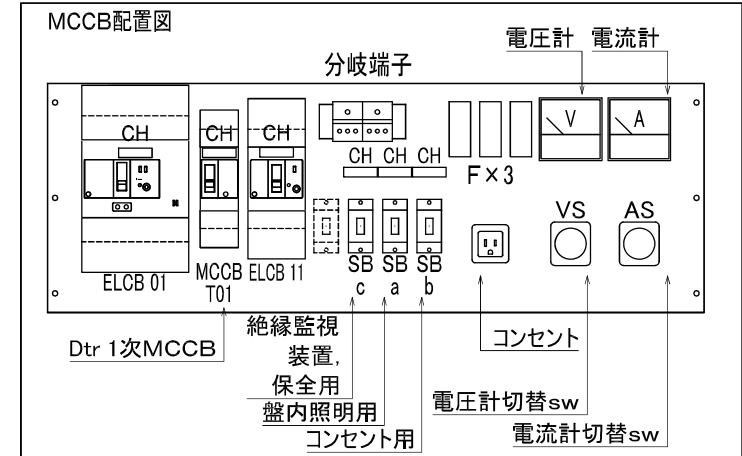 MCCB配置図
電圧計 電流計
分岐端子
CH CH CH
CH CH CH
V A
F×3
VS AS
ELCB 01
MCCB T01
ELCB 11
SB c
SB a
SB b
Dtr 1次MCCB
絶縁監視
装置,
保全用
盤内照明用
コンセント用
コンセント
電圧計切替sw
電流計切替sw